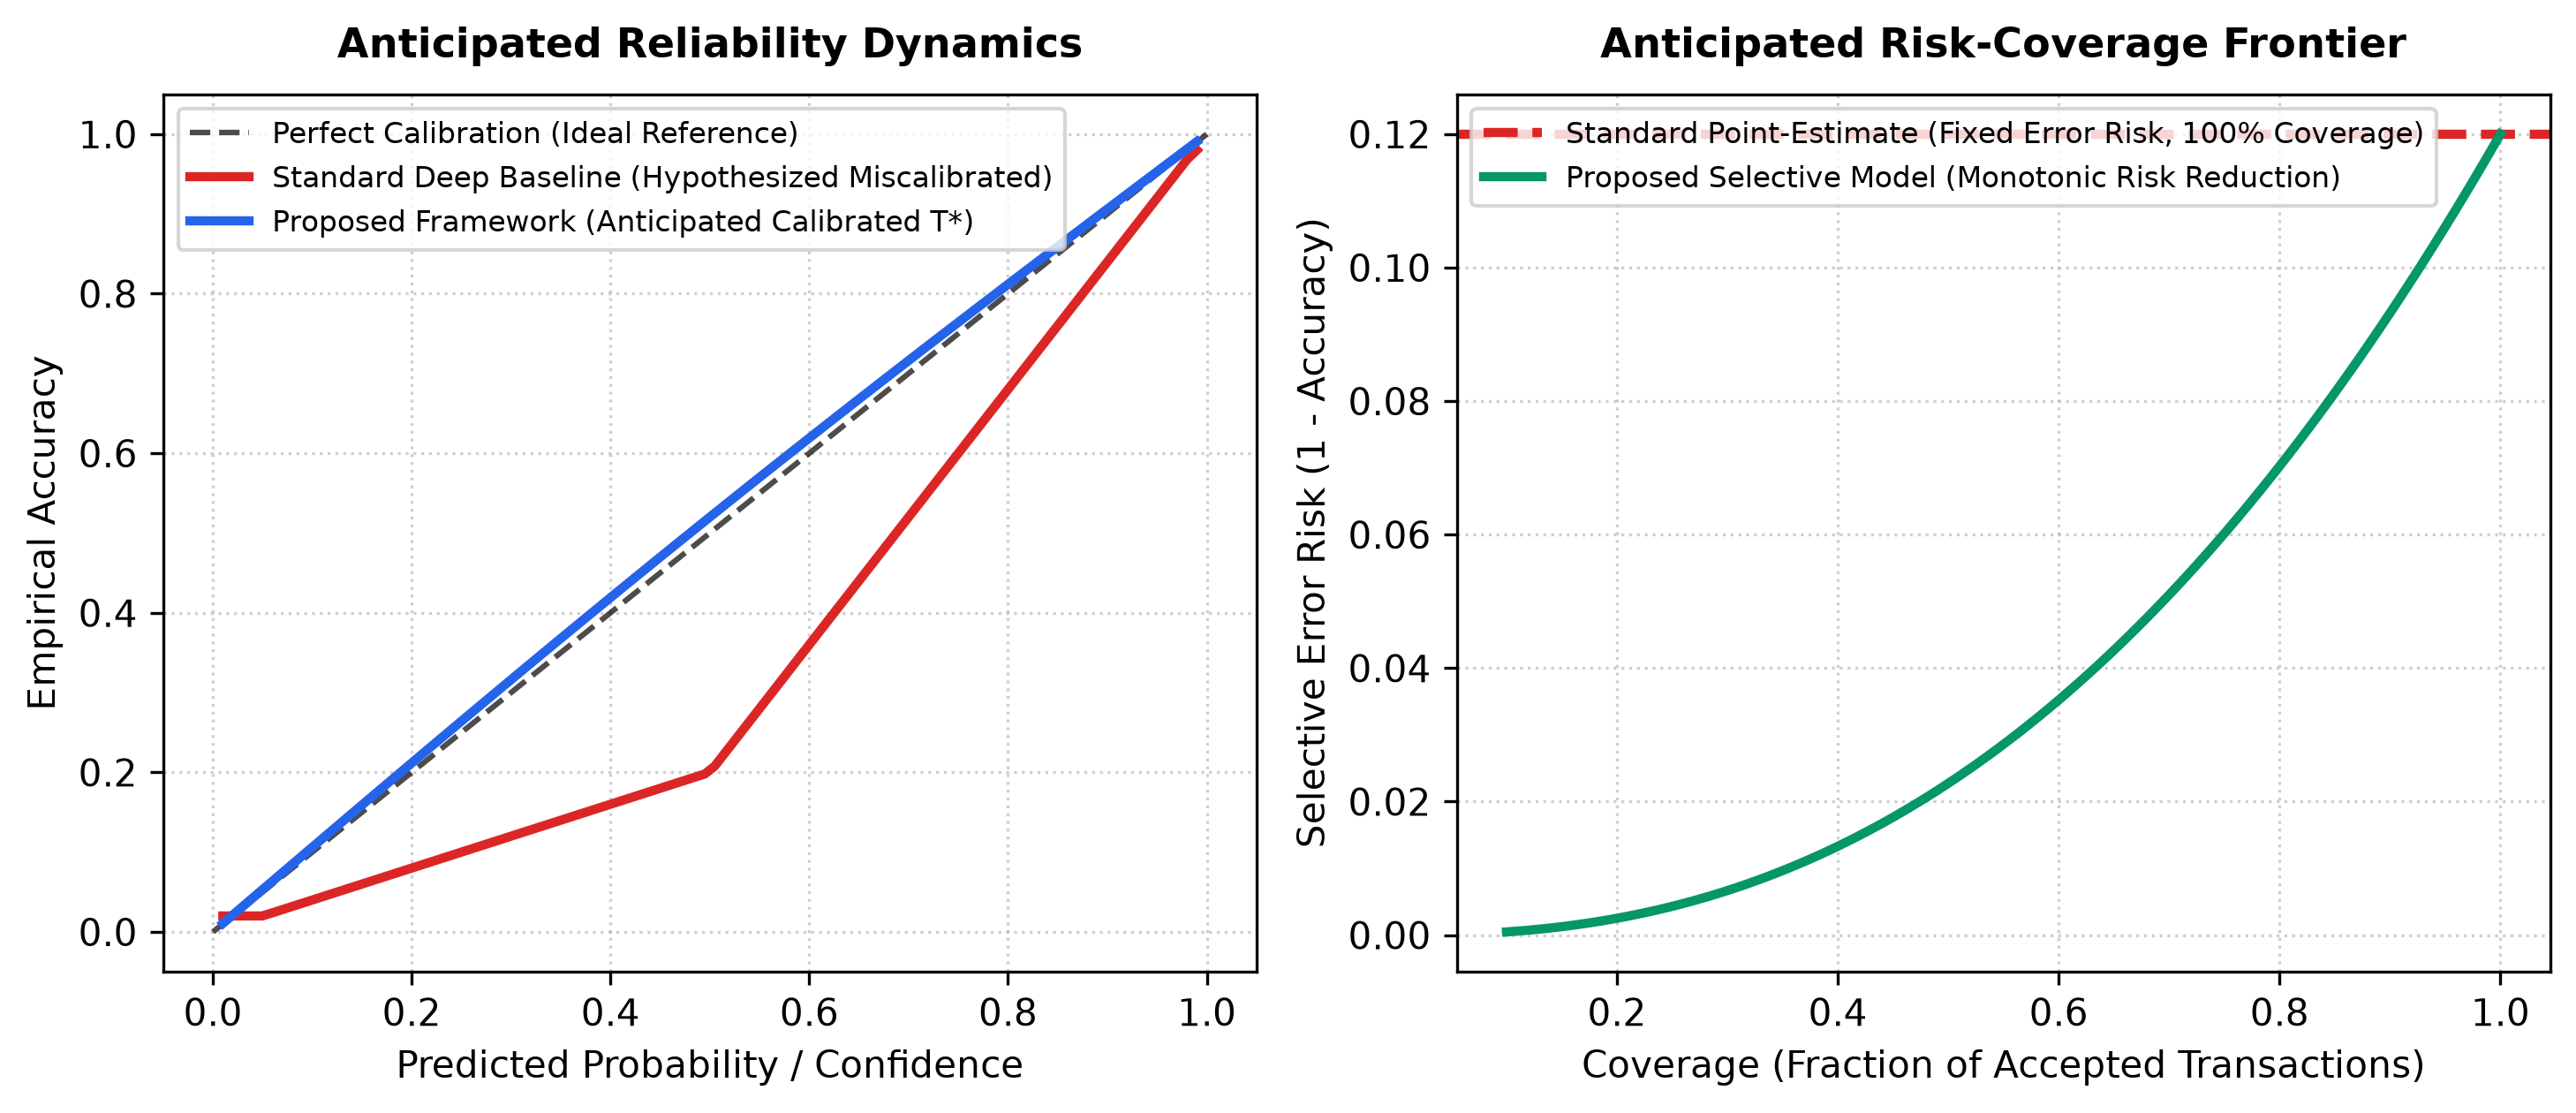 Anticipated Reliability Dynamics
Perfect Calibration (Ideal Reference)
Standard Deep Baseline (Hypothesized Miscalibrated)
Proposed Framework (Anticipated Calibrated T*)
Empirical Accuracy
1.0
0.8
0.6
0.4
0.2
0.0
0.0 0.2 0.4 0.6 0.8 1.0
Predicted Probability / Confidence
Anticipated Risk-Coverage Frontier
Standard Point-Estimate (Fixed Error Risk, 100% Coverage)
Proposed Selective Model (Monotonic Risk Reduction)
Selective Error Risk (1 - Accuracy)
0.12
0.10
0.08
0.06
0.04
0.02
0.00
0.2 0.4 0.6 0.8 1.0
Coverage (Fraction of Accepted Transactions)